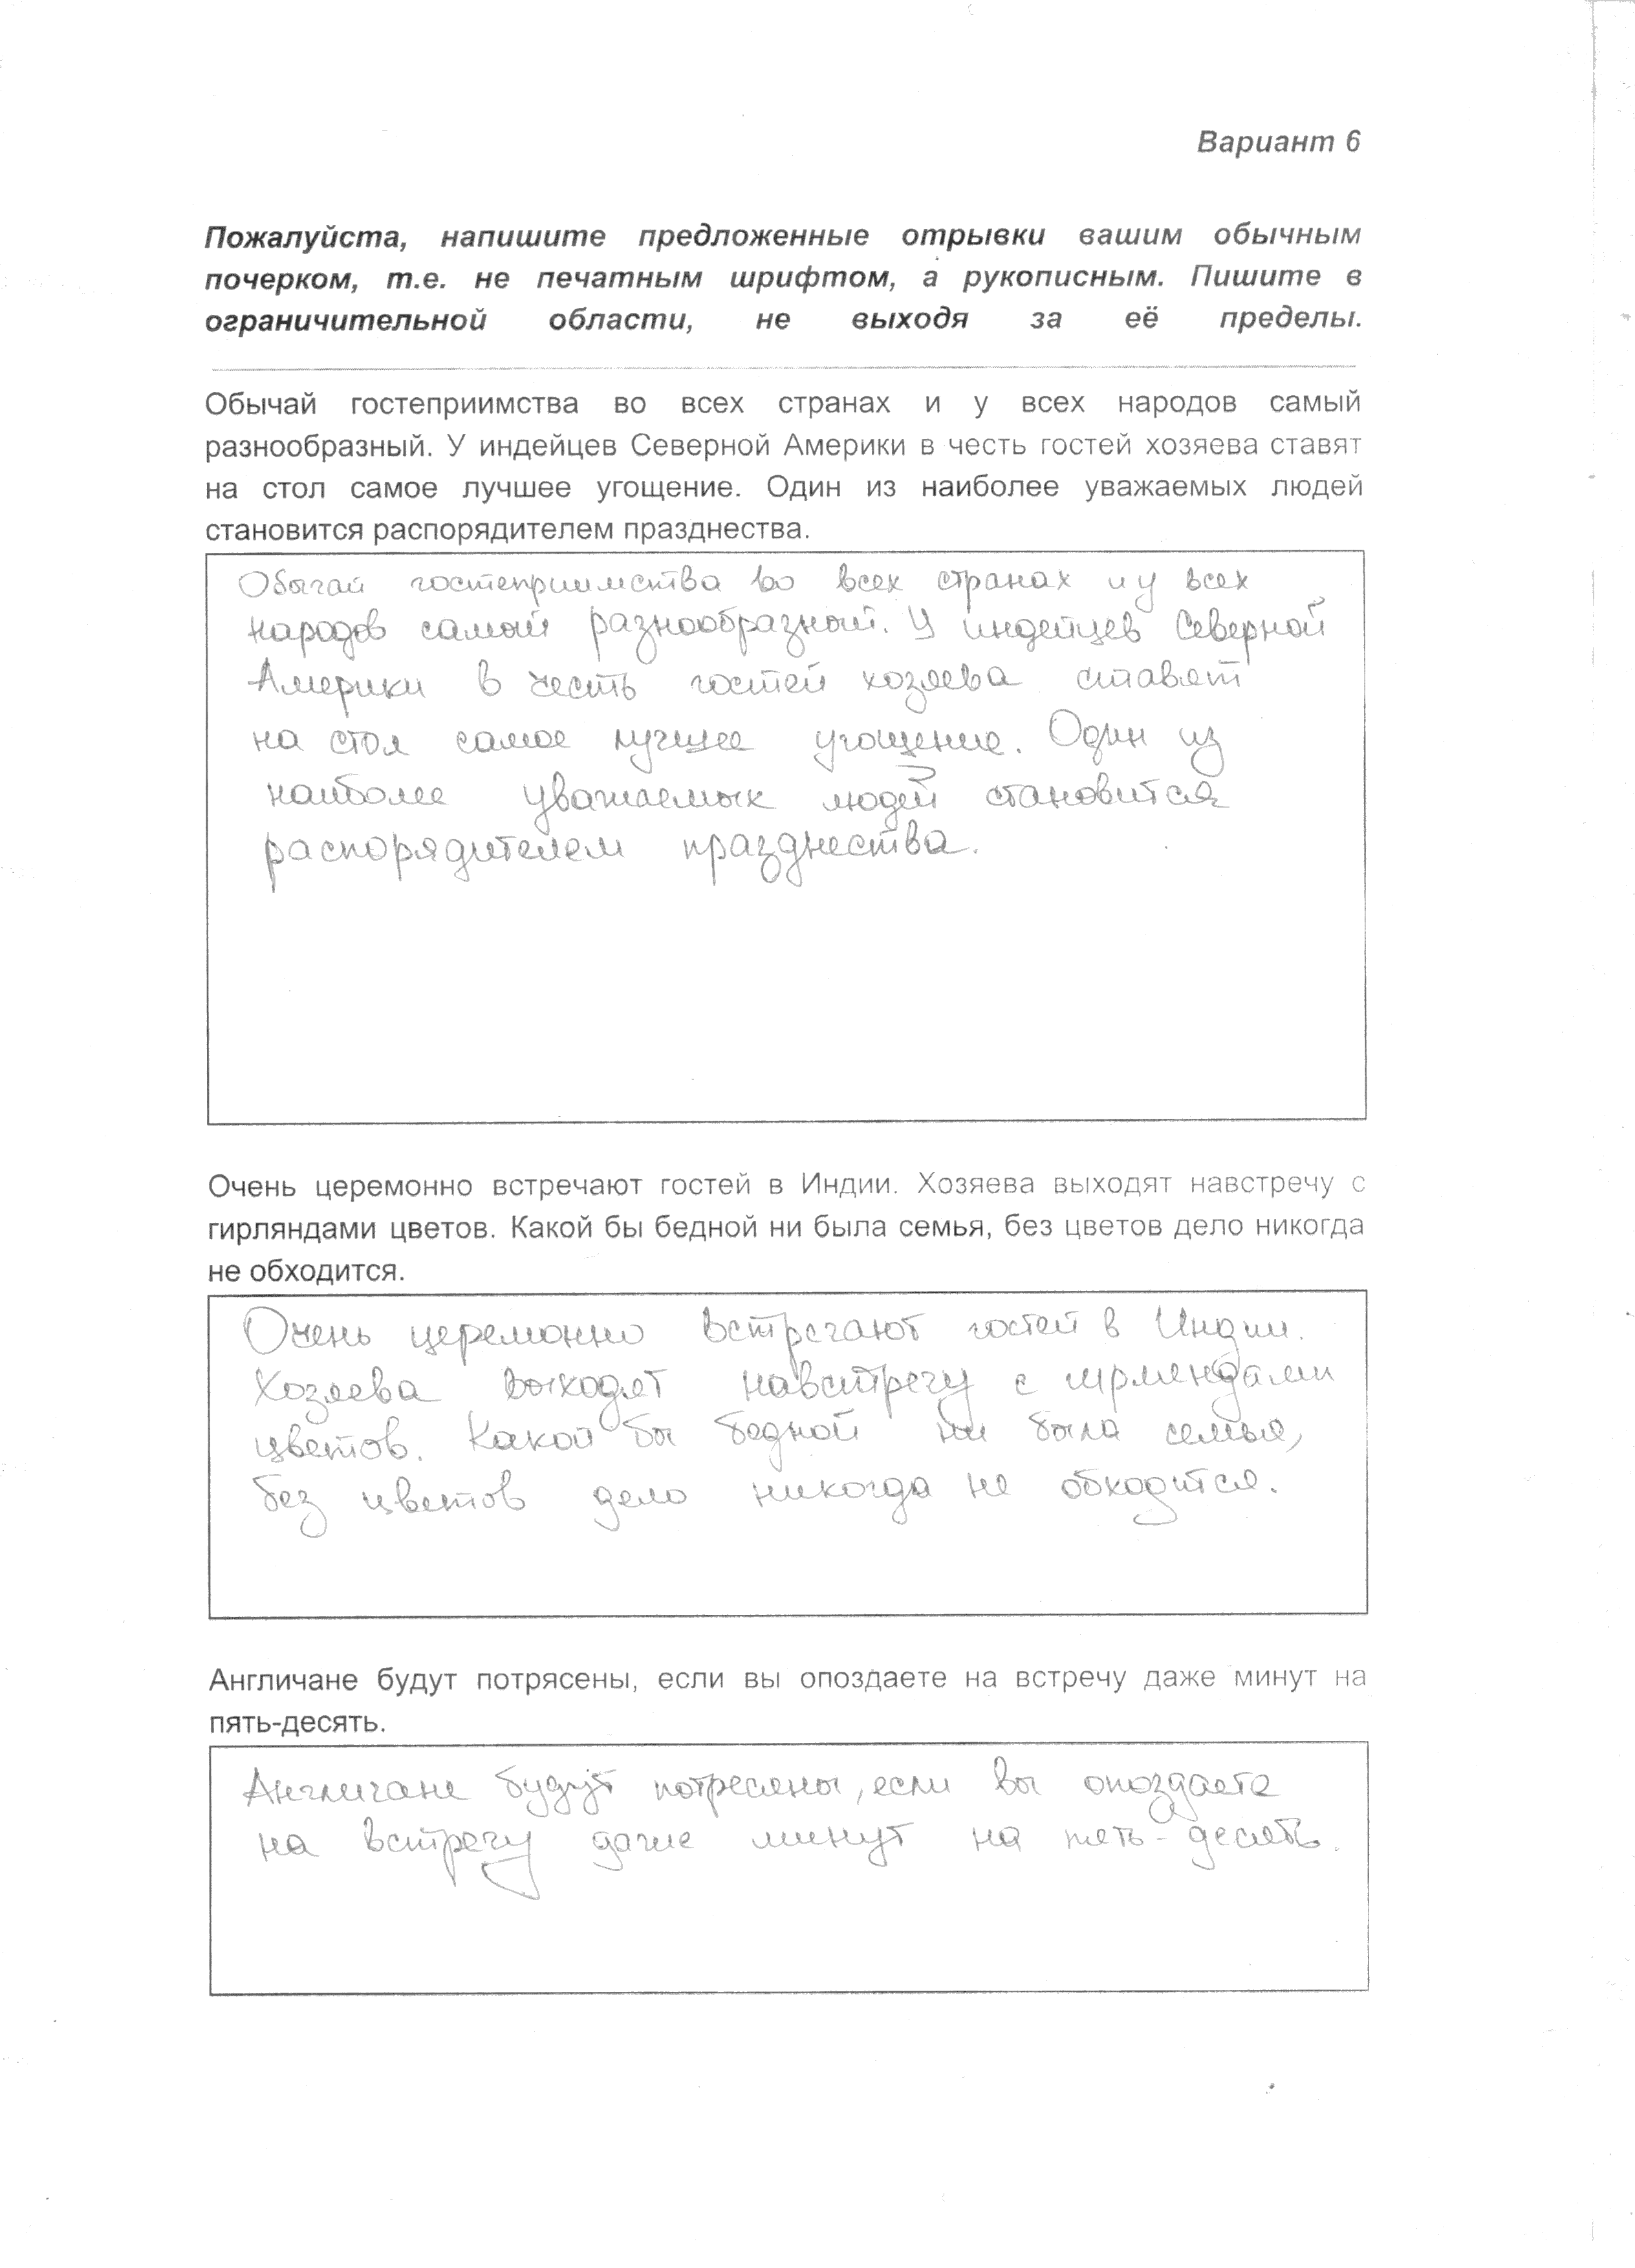 Вариант 6
Пожалуйста, напишите предложенные отрывки вашим обычным
почерком, т.е. не печатным шрифтом, а рукописным. Пишите в
ограничительной области, не выходя за её пределы.
Обычай гостеприимства во всех странах и у всех народов самый
разнообразный. У индейцев Северной Америки в честь гостей хозяева ставят
на стол самое лучшее угощение. Один из наиболее уважаемых людей
становится распорядителем празднества.
Обычай гостеприимства во всех странах и у всех
народов самый разнообразный. У индейцев Северной
Америки в честь гостей хозяева ставят
на стол самое лучшее угощение. Один из
наиболее уважаемых людей становится
распорядителем празднества.
Очень церемонно встречают гостей в Индии. Хозяева выходят навстречу с
гирляндами цветов. Какой бы бедной ни была семья, без цветов дело никогда
не обходится.
Очень церемонно встречают гостей в Индии.
Хозяева выходят навстречу с гирляндами
цветов. Какой бы бедной ни была семья,
без цветов дело никогда не обходится.
Англичане будут потрясены, если вы опоздаете на встречу даже минут на
пять-десять.
Англичане будут потрясены, если вы опоздаете
на встречу даже минут на пять-десять.